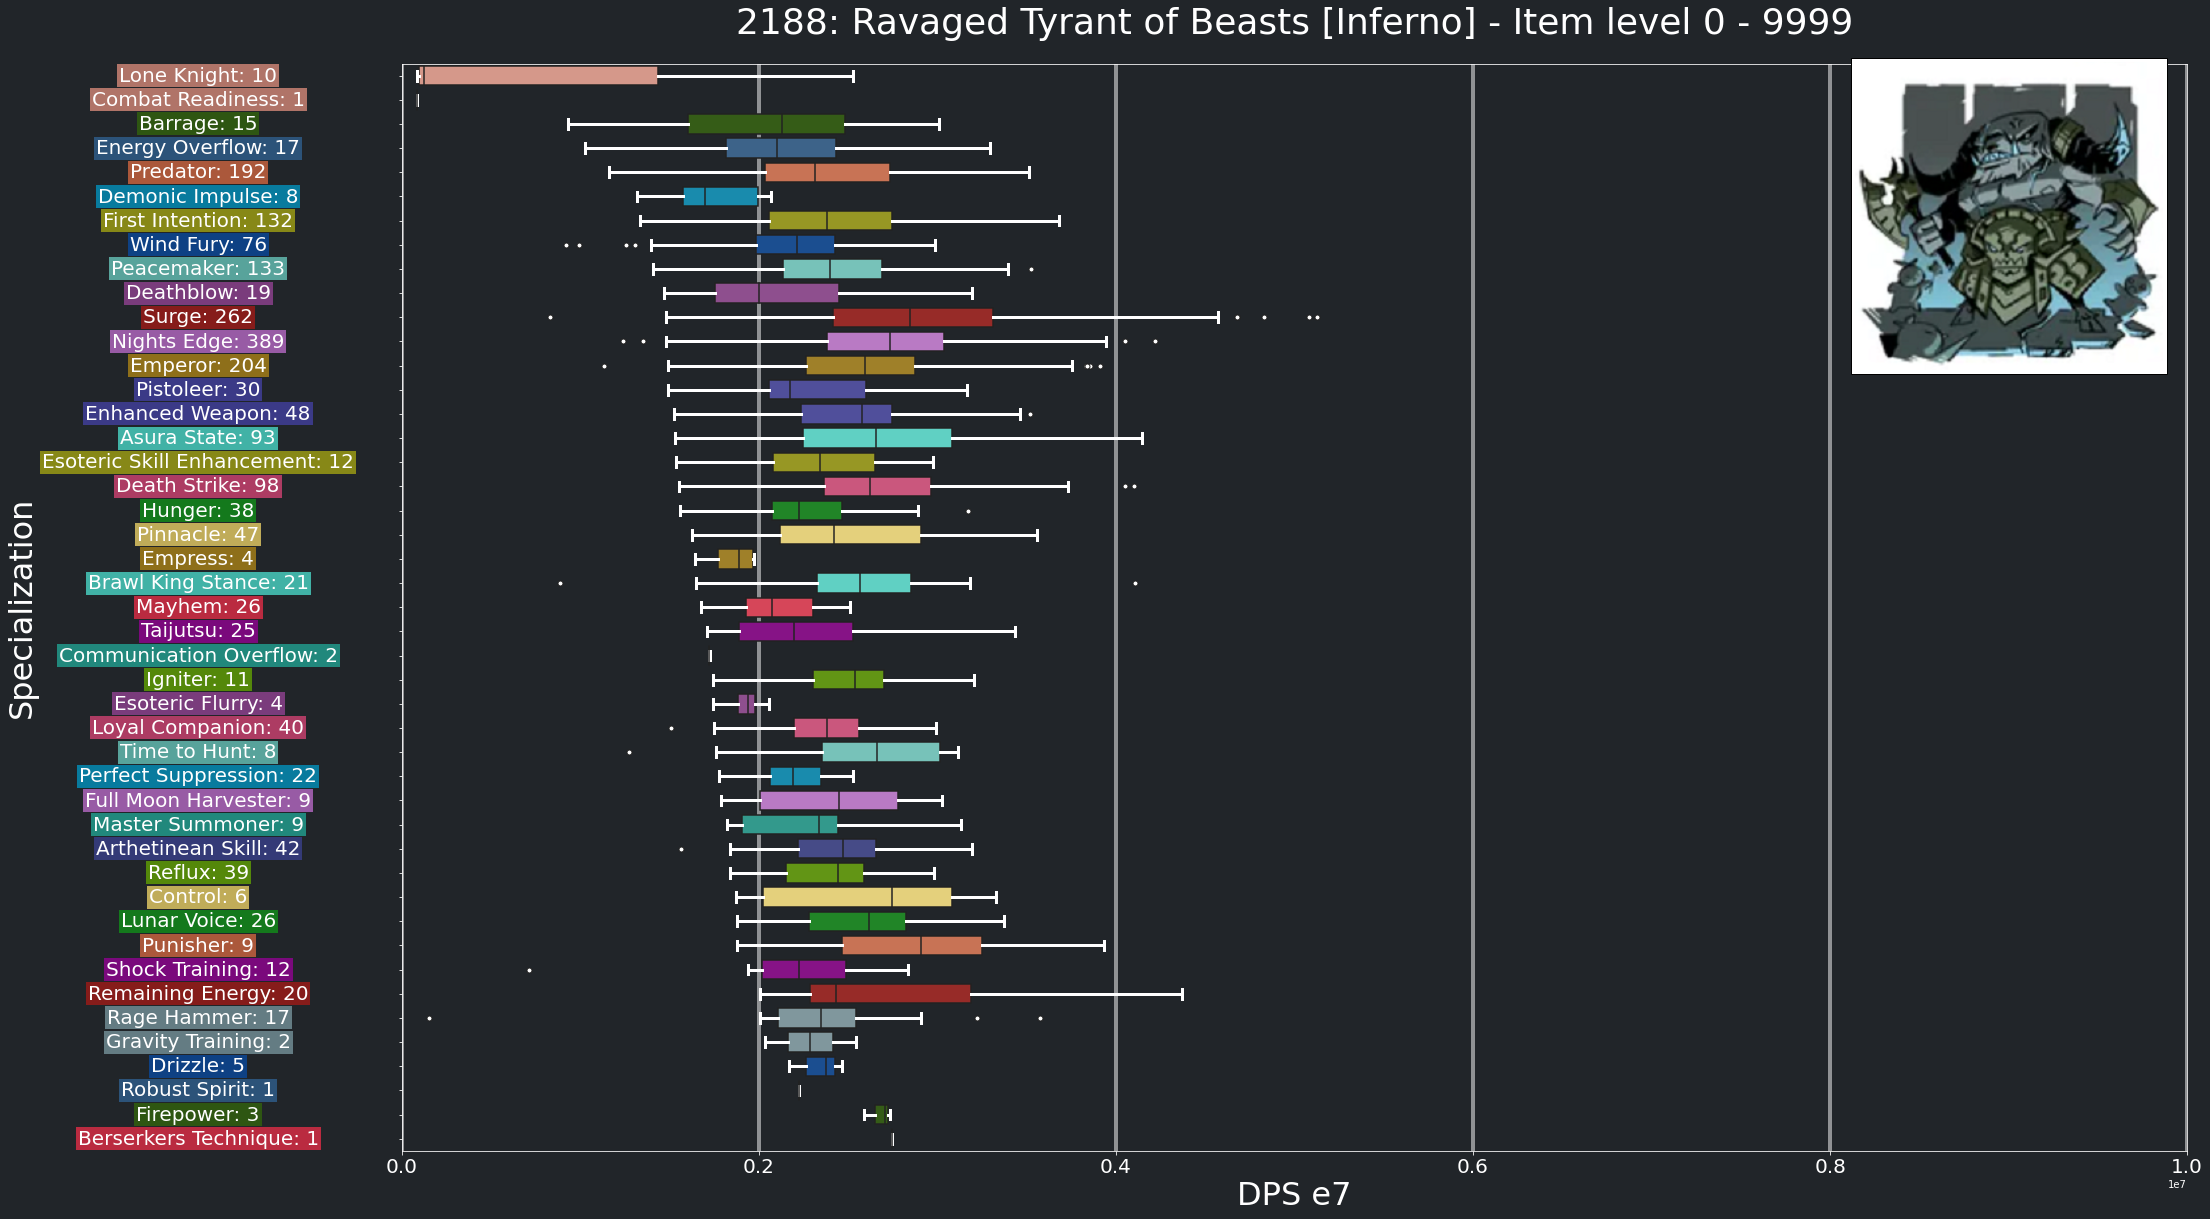 2188: Ravaged Tyrant of Beasts [Inferno] - Item level 0 - 9999
Specialization
Lone Knight: 10
Combat Readiness: 1
Barrage: 15
Energy Overflow: 17
Predator: 192
Demonic Impulse: 8
First Intention: 132
Wind Fury: 76
Peacemaker: 133
Deathblow: 19
Surge: 262
Nights Edge: 389
Emperor: 204
Pistoleer: 30
Enhanced Weapon: 48
Asura State: 93
Esoteric Skill Enhancement: 12
Death Strike: 98
Hunger: 38
Pinnacle: 47
Empress: 4
Brawl King Stance: 21
Mayhem: 26
Taijutsu: 25
Communication Overflow: 2
Igniter: 11
Esoteric Flurry: 4
Loyal Companion: 40
Time to Hunt: 8
Perfect Suppression: 22
Full Moon Harvester: 9
Master Summoner: 9
Arthetinean Skill: 42
Reflux: 39
Control: 6
Lunar Voice: 26
Punisher: 9
Shock Training: 12
Remaining Energy: 20
Rage Hammer: 17
Gravity Training: 2
Drizzle: 5
Robust Spirit: 1
Firepower: 3
Berserkers Technique: 1
0.0 0.2 0.4 0.6 0.8 1.0
1e7
DPS e7